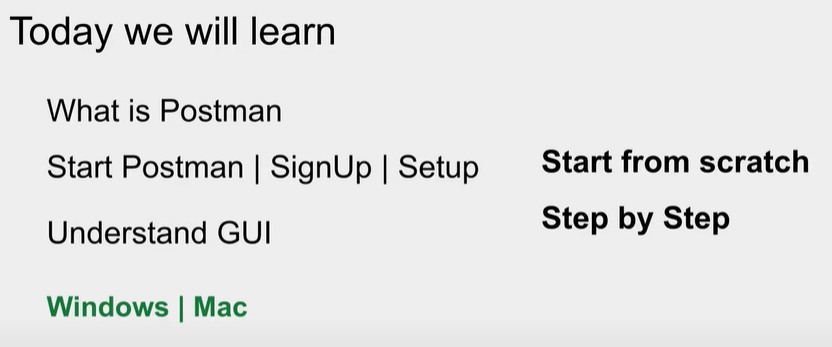 Today we will learn
What is Postman
Start Postman | SignUp | Setup
Understand GUI
Windows | Mac
Start from scratch
Step by Step